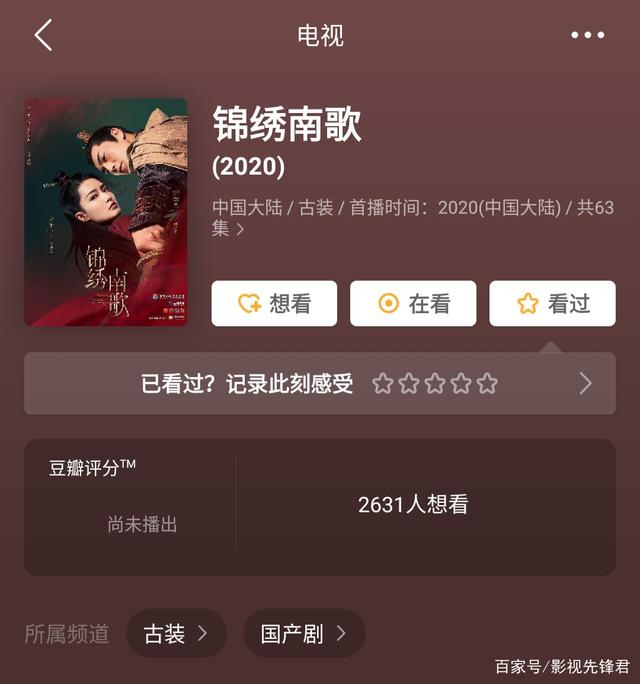 电视
锦绣南歌
(2020)
中国大陆 / 古装 / 首播时间：2020(中国大陆) / 共63
集
锦绣南歌
想看
在看
看过
已看过？记录此刻感受
豆瓣评分™
尚未播出
2631人想看
所属频道
古装
国产剧
百家号/影视先锋君